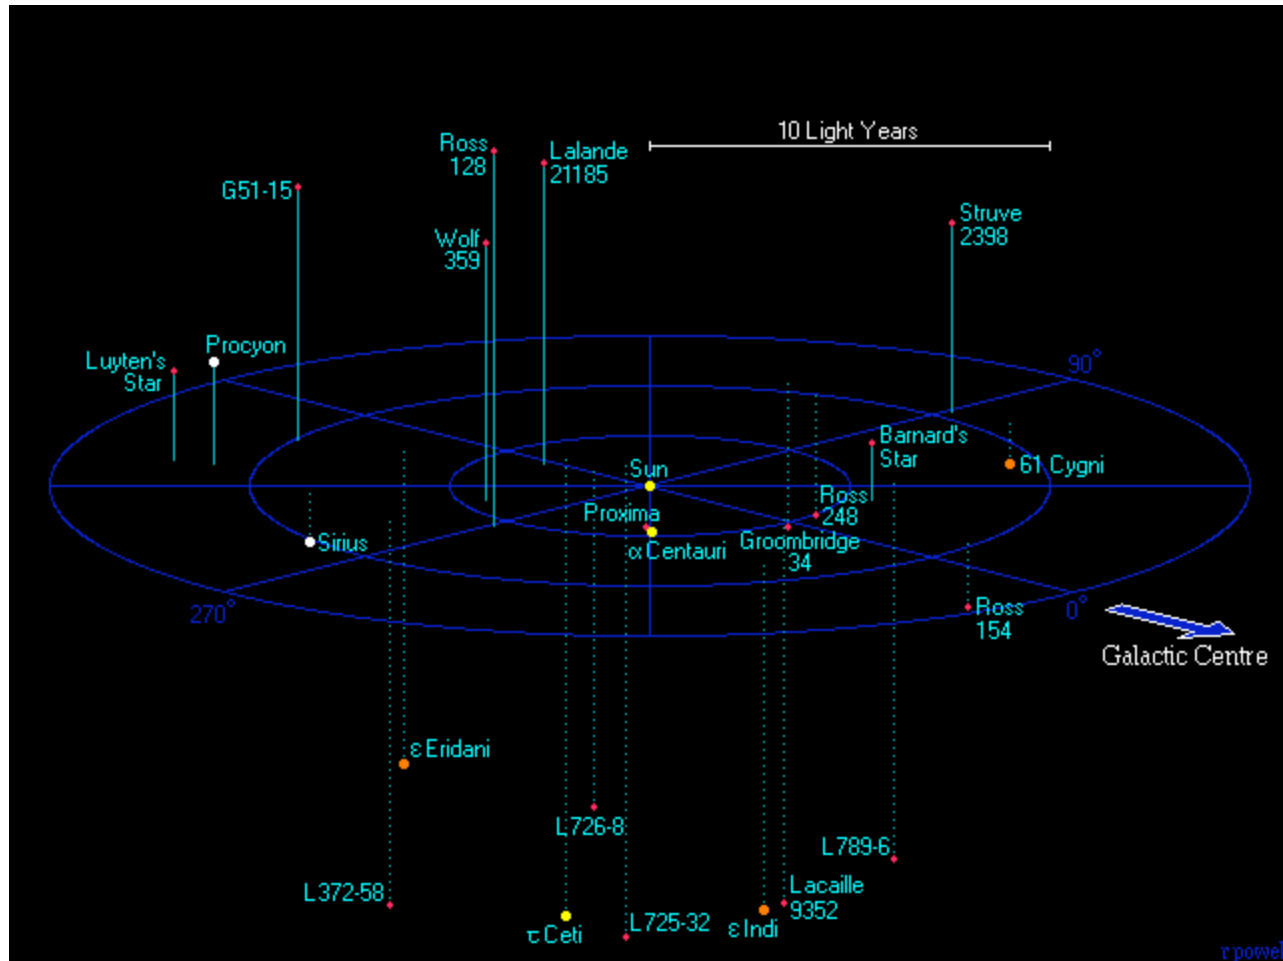 10 Light Years
Ross
128
Lalande
21185
G51-15
Struve
2398
Wolf
359
Procyon
Luyten's
Star
90°
Barnard's
Star
Sun
61 Cygni
Proxima
Ross
248
Sirius
α Centauri
Groombridge
34
270°
0°
Ross
154
Galactic Centre
ε Eridani
L726-8
L789-6
L372-58
Lacaille
9352
τ Ceti
L725-32
ε Indi
r powel